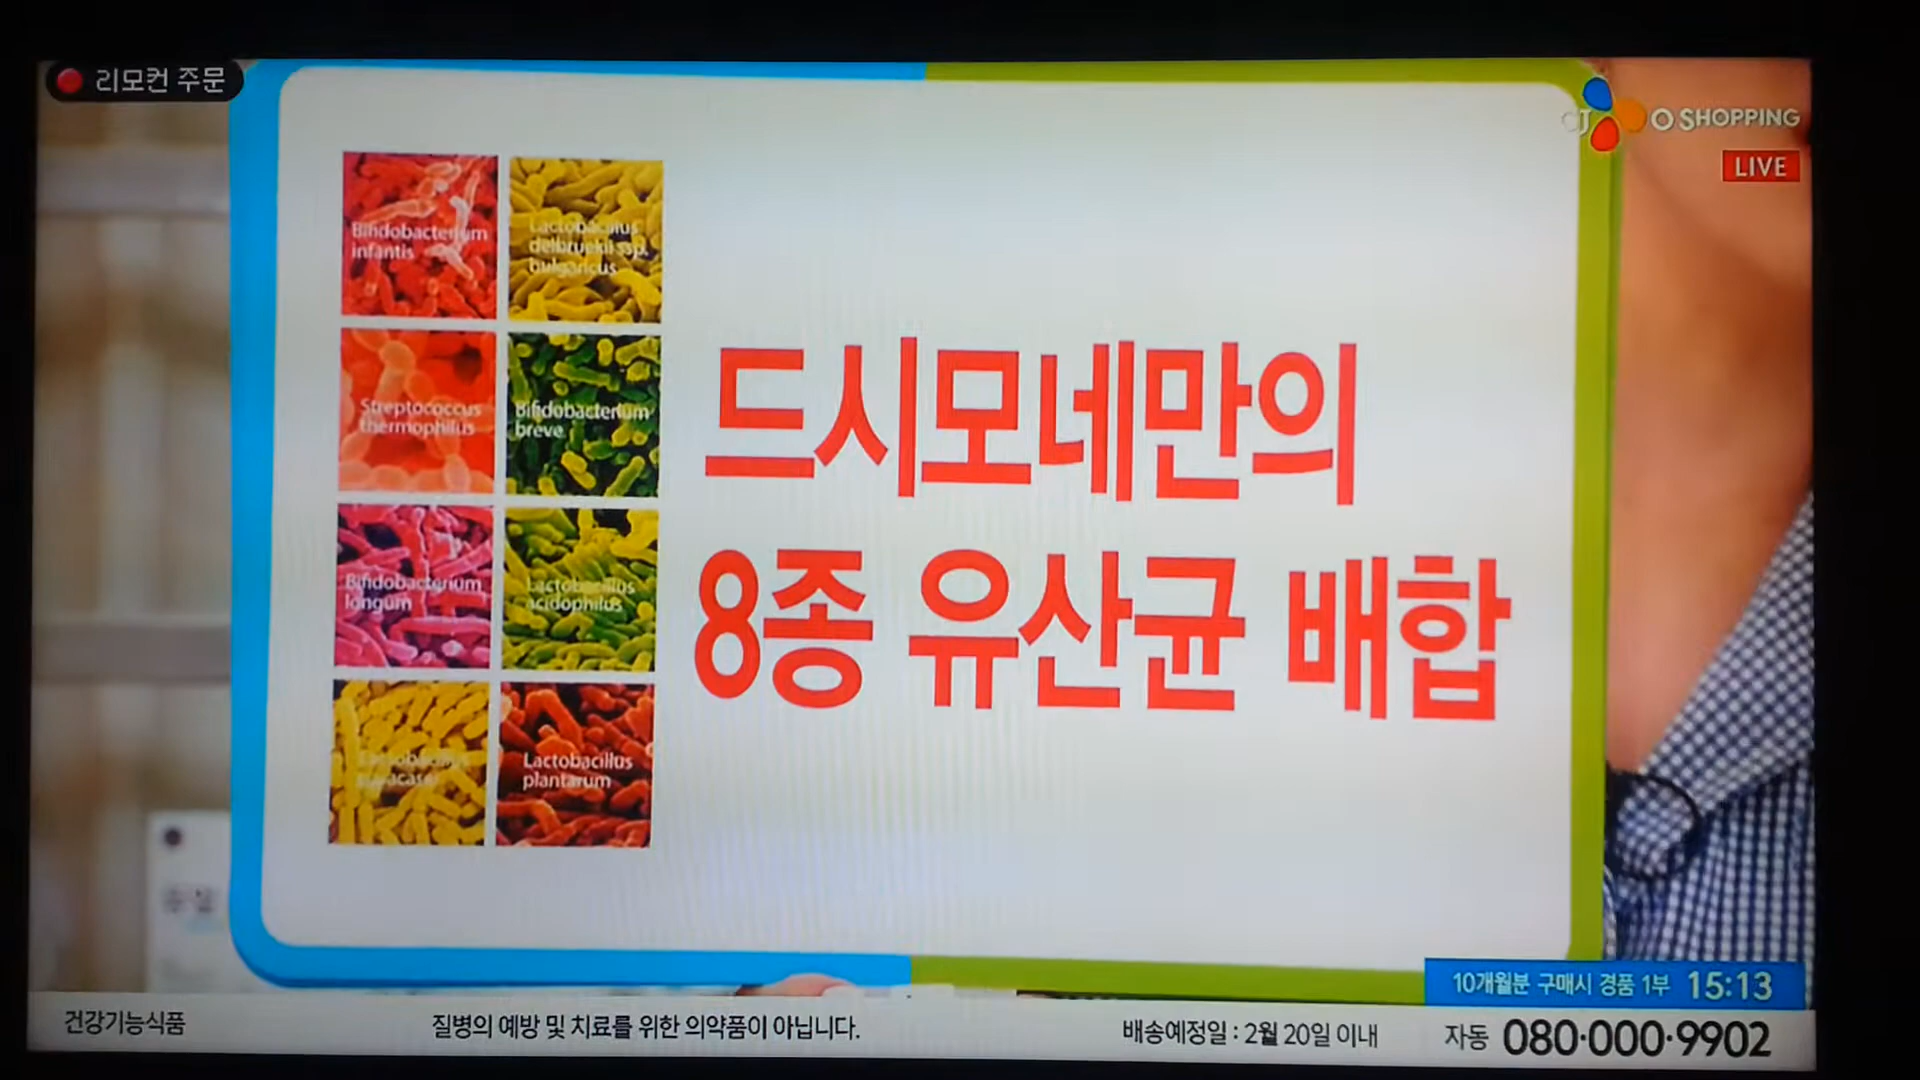 리모컨 주문
CJ O SHOPPING
LIVE
Bifidobacterium
infantis
Lactobacillus
delbruekii ssp.
bulgaricus
Streptococcus
thermophilus
Bifidobacterium
breve
Bifidobacterium
longum
Lactobacillus
acidophilus
Lactobacillus
Lactobacillus
plantarum
드시모네만의
8종 유산균 배합
10개월분 구매시 경품 1부 15:13
건강기능식품
질병의 예방 및 치료를 위한 의약품이 아닙니다.
배송예정일 : 2월 20일 이내
자동 080·000·9902